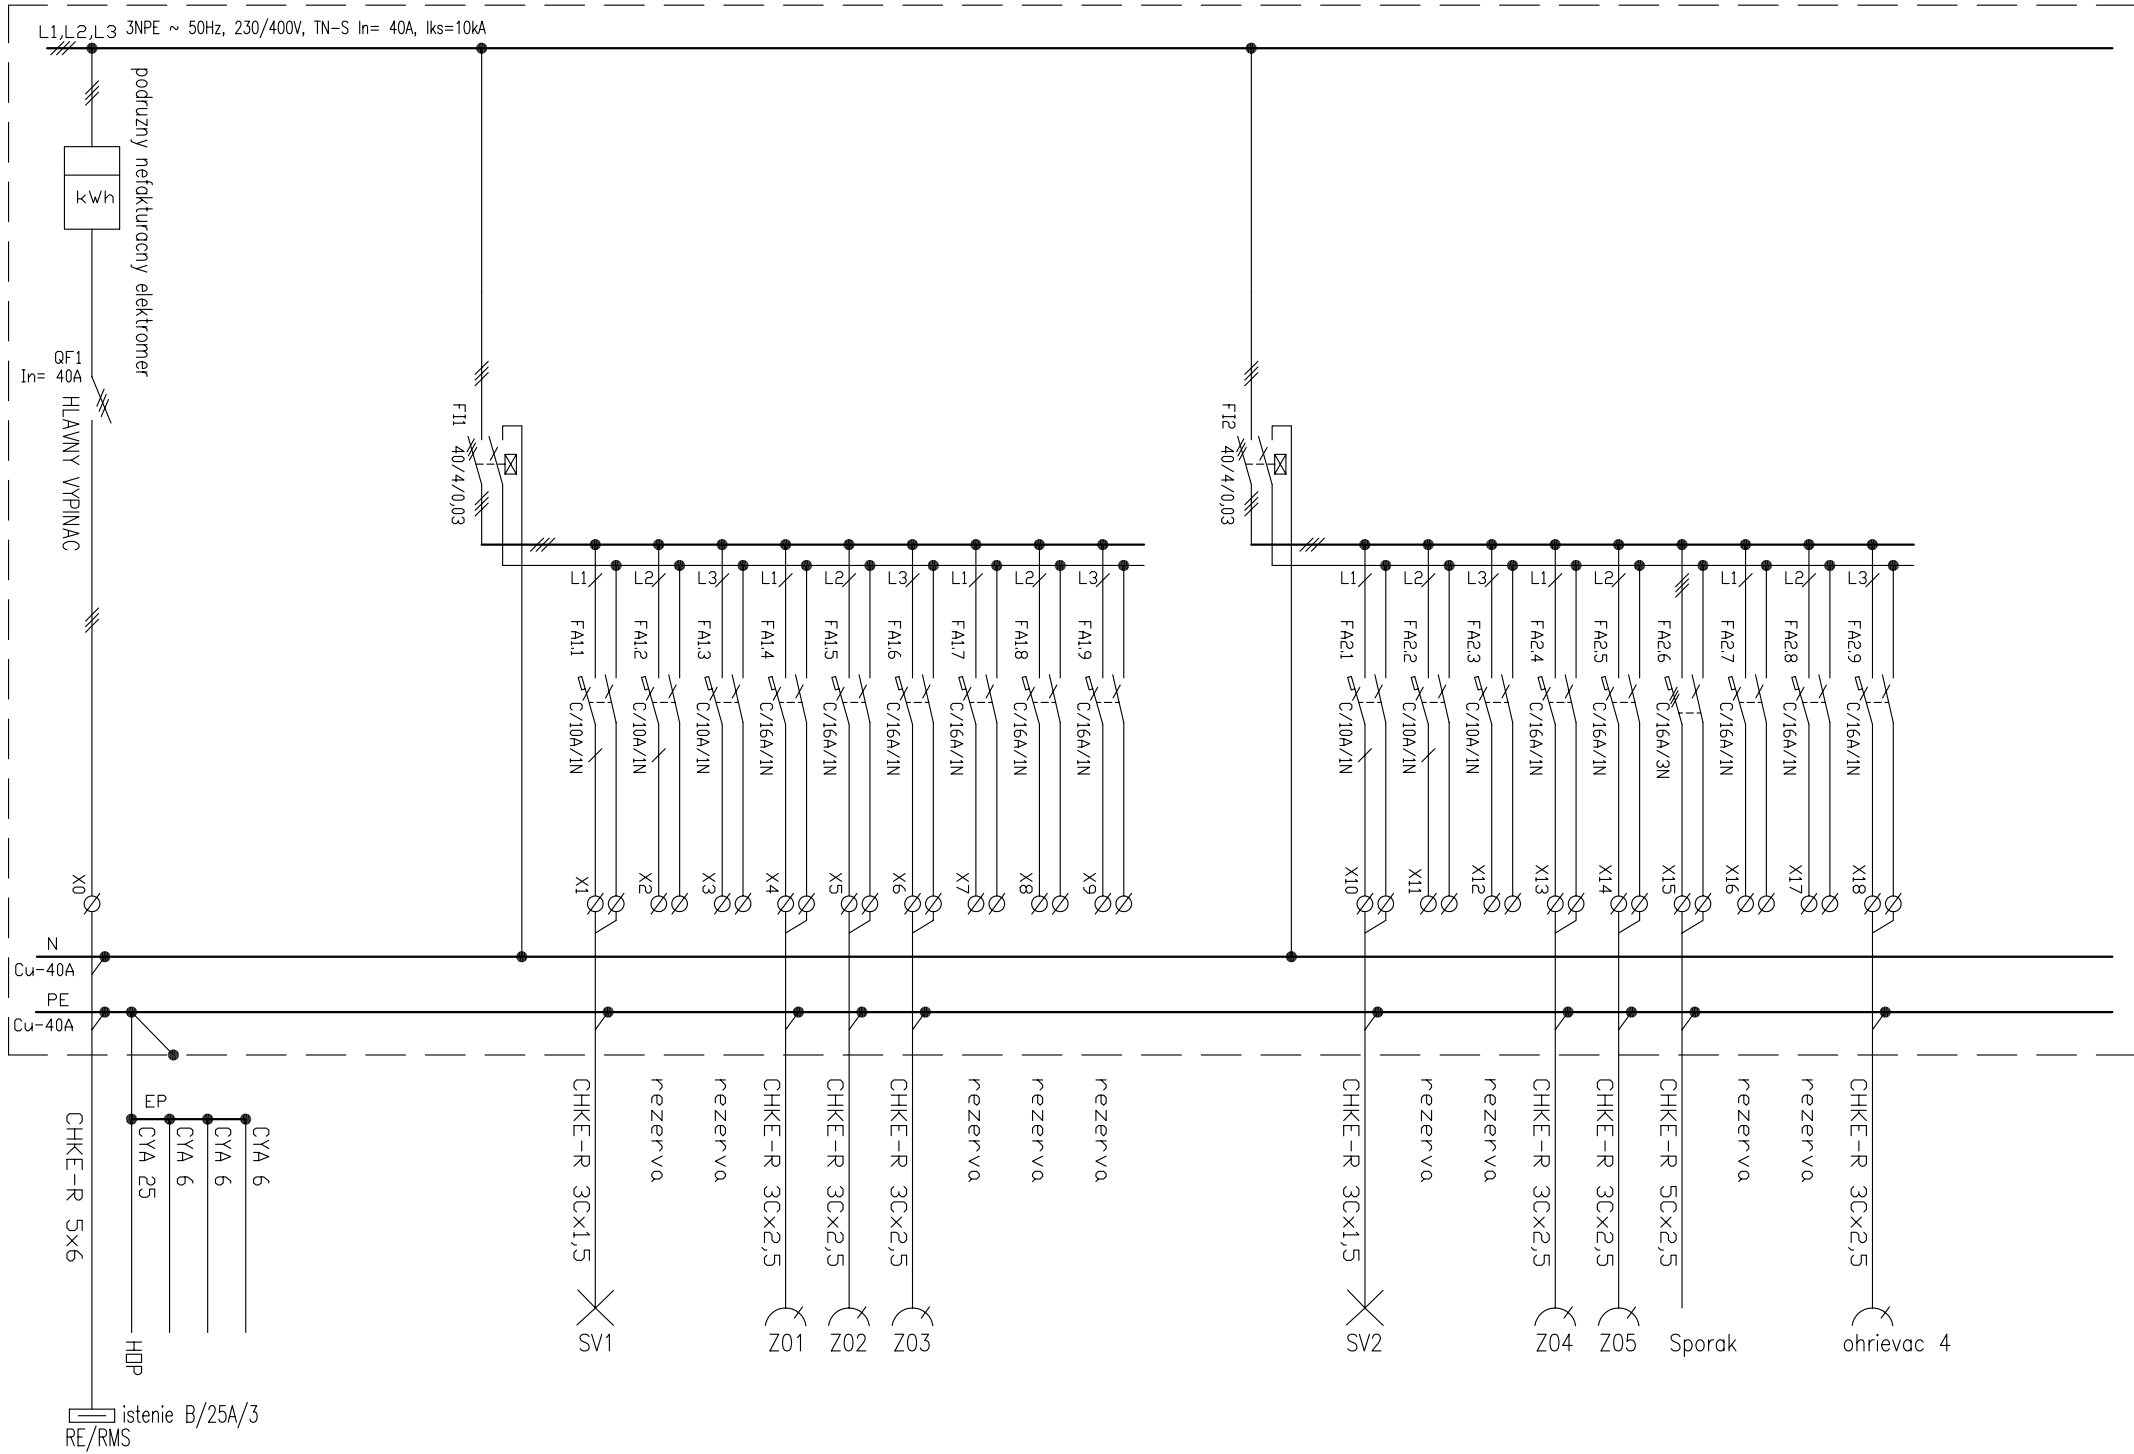 L1,L2,L3 3NPE ~ 50Hz, 230/400V, TN-S In= 40A, Iks=10kA
podruzny nefakturacny elektromer
kWh
QF1
In= 40A
HLAVNY VYPINAC
FI1 40/4/0,03
FI2 40/4/0,03
L1 L2 L3 L1 L2 L3 L1 L2 L3
L1 L2 L3 L1 L2 L1 L2 L3
FA1.1 C/10A/1N
FA1.2 C/10A/1N
FA1.3 C/10A/1N
FA1.4 C/16A/1N
FA1.5 C/16A/1N
FA1.6 C/16A/1N
FA1.7 C/16A/1N
FA1.8 C/16A/1N
FA1.9 C/16A/1N
FA2.1 C/10A/1N
FA2.2 C/10A/1N
FA2.3 C/10A/1N
FA2.4 C/16A/1N
FA2.5 C/16A/1N
FA2.6 C/16A/3N
FA2.7 C/16A/1N
FA2.8 C/16A/1N
FA2.9 C/16A/1N
X0
X1 X2 X3 X4 X5 X6 X7 X8 X9
X10 X11 X12 X13 X14 X15 X16 X17 X18
N
Cu-40A
PE
Cu-40A
EP
CHKE-R 5x6
CYA 25
CYA 6
CYA 6
CYA 6
HOP
CHKE-R 3Cx1,5
rezerva
rezerva
CHKE-R 3Cx2,5
CHKE-R 3Cx2,5
CHKE-R 3Cx2,5
rezerva
rezerva
rezerva
CHKE-R 3Cx1,5
rezerva
rezerva
CHKE-R 3Cx2,5
CHKE-R 3Cx2,5
CHKE-R 5Cx2,5
rezerva
rezerva
CHKE-R 3Cx2,5
SV1 Z01 Z02 Z03
SV2 Z04 Z05 Sporak ohrievac 4
istenie B/25A/3
RE/RMS